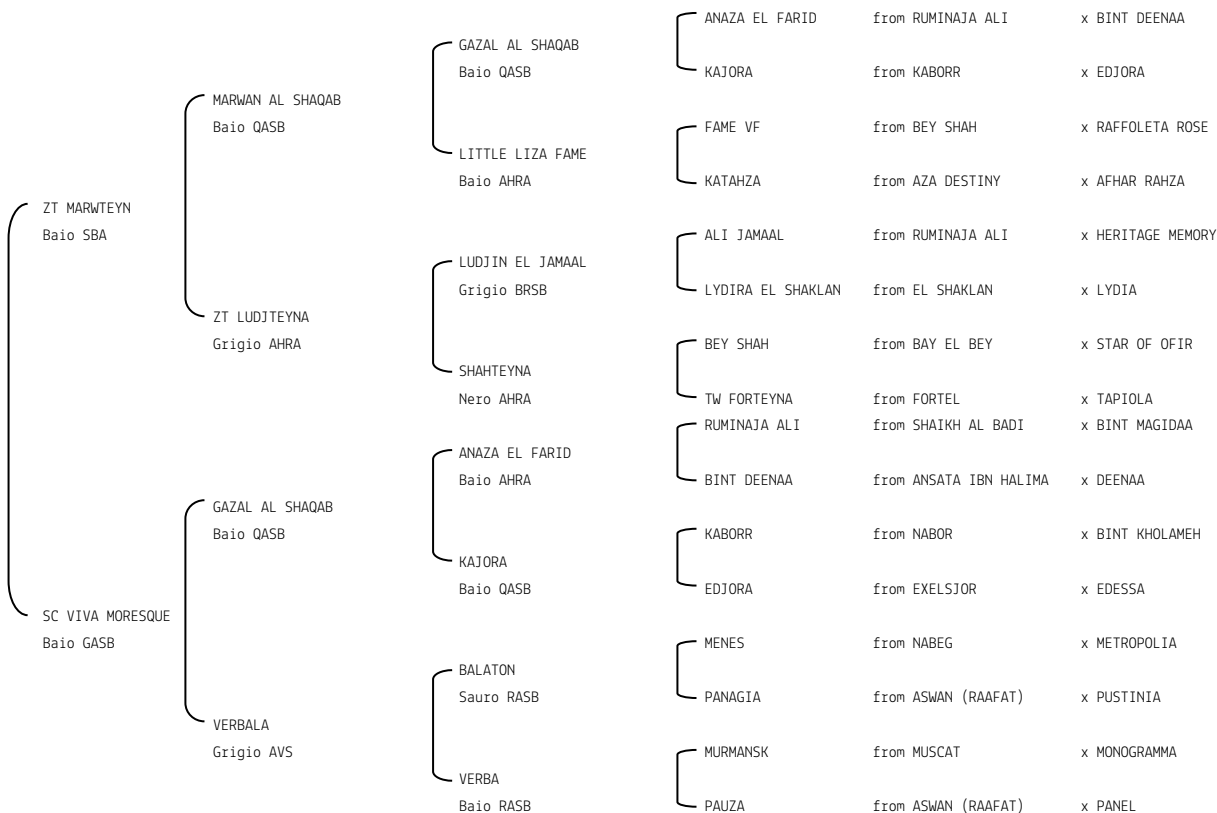 ANAZA EL FARID from RUMINAJA ALI x BINT DEENAA
GAZAL AL SHAQAB
Baio QASB KAJORA from KABORR x EDJORA
MARWAN AL SHAQAB
Baio QASB FAME VF from BEY SHAH x RAFFOLETA ROSE
LITTLE LIZA FAME
Baio AHRA KATAHZA from AZA DESTINY x AFHAR RAHZA
ZT MARWTEYN
Baio SBA ALI JAMAAL from RUMINAJA ALI x HERITAGE MEMORY
LUDJIN EL JAMAAL
Grigio BRSB LYDIRA EL SHAKLAN from EL SHAKLAN x LYDIA
ZT LUDJTEYNA
Grigio AHRA BEY SHAH from BAY EL BEY x STAR OF OFIR
SHAHTEYNA
Nero AHRA TW FORTEYNA from FORTEL x TAPIOLA
RUMINAJA ALI from SHAIKH AL BADI x BINT MAGIDAA
ANAZA EL FARID
Baio AHRA BINT DEENAA from ANSATA IBN HALIMA x DEENAA
GAZAL AL SHAQAB
Baio QASB KABORR from NABOR x BINT KHOLAMEH
KAJORA
Baio QASB EDJORA from EXELSJOR x EDESSA
SC VIVA MORESQUE
Baio GASB MENES from NABEG x METROPOLIA
BALATON
Sauro RASB PANAGIA from ASWAN (RAAFAT) x PUSTINIA
VERBALA
Grigio AVS MURMANSK from MUSCAT x MONOGRAMMA
VERBA
Baio RASB PAUZA from ASWAN (RAAFAT) x PANEL